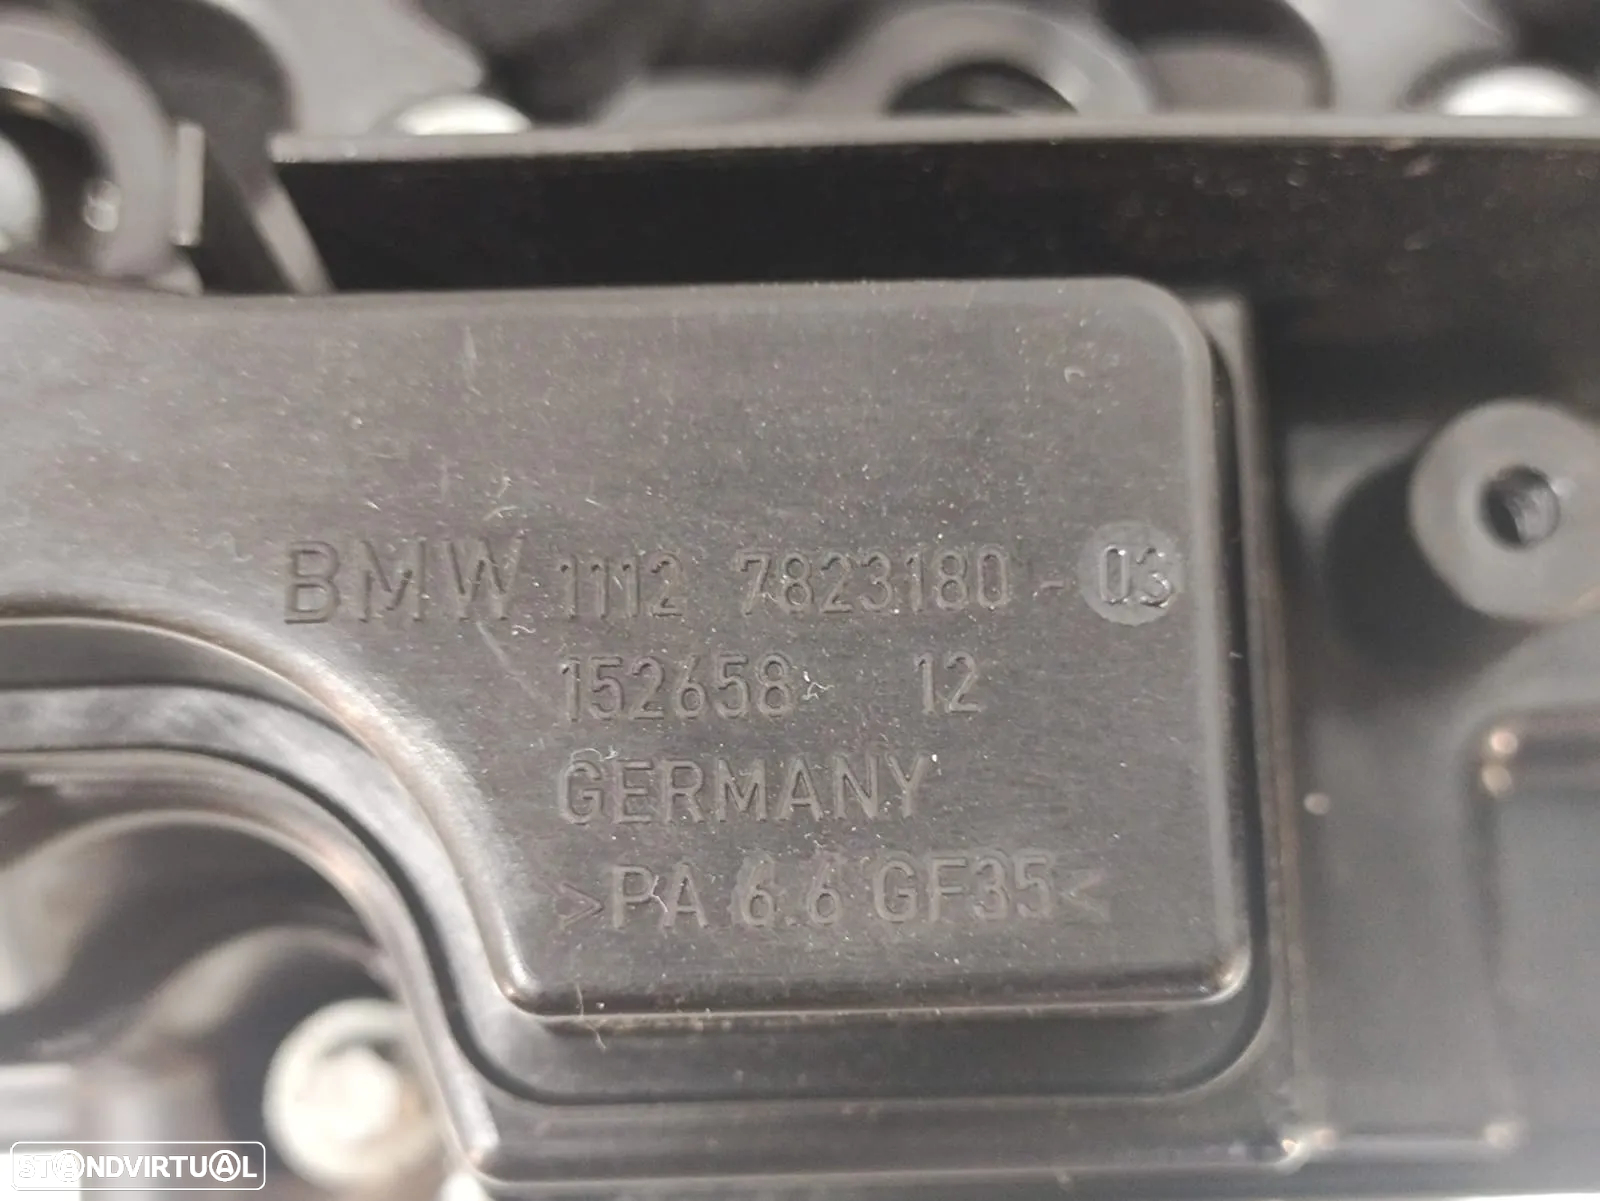 BMW 1112 7823180 - 03
152658 12
GERMANY
>PA 6.6 GF35<
STANDVIRTUAL